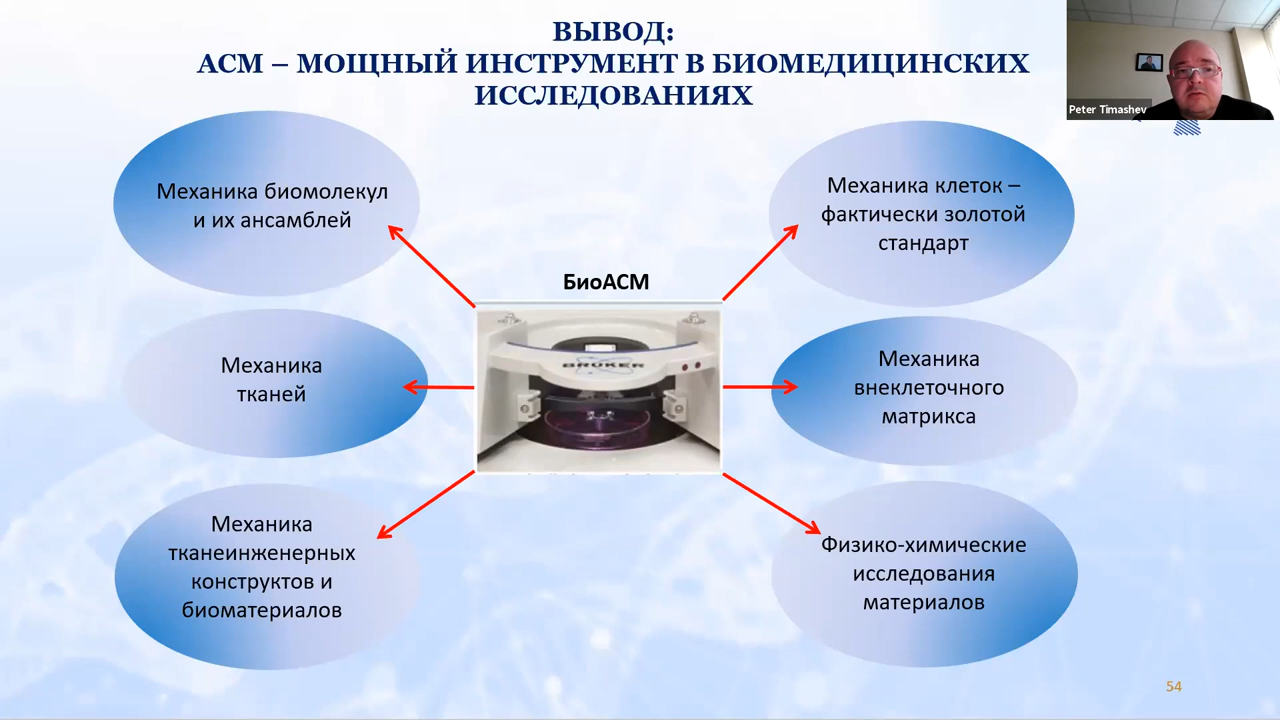 ВЫВОД:
АСМ – МОЩНЫЙ ИНСТРУМЕНТ В БИОМЕДИЦИНСКИХ
ИССЛЕДОВАНИЯХ
Peter Timashev
Механика биомолекул
и их ансамблей
Механика клеток –
фактически золотой
стандарт
БиоАСМ
BRUKER
Механика
тканей
Механика
внеклеточного
матрикса
Механика
тканеинженерных
конструктов и
биоматериалов
Физико-химические
исследования
материалов
54